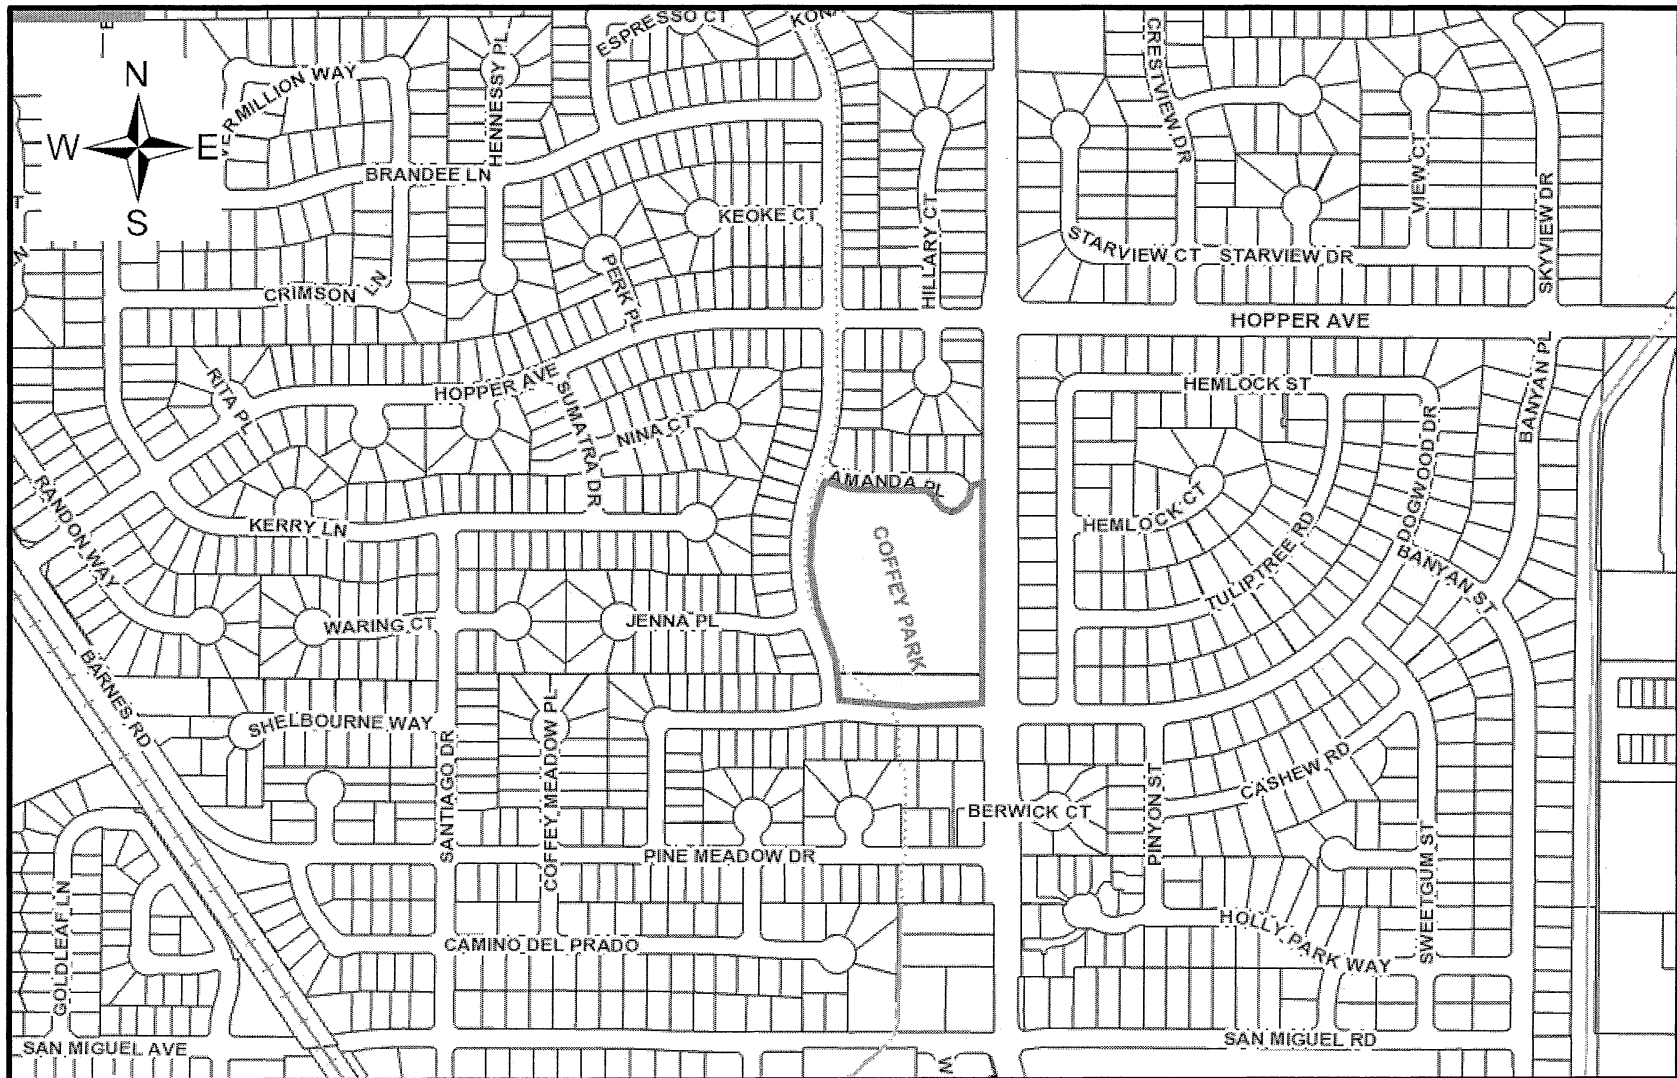 ESPRESSO CT
KONA
CRESTVIEW DR
N
W
E
S
VERMILLION WAY
HENNESSY PL
BRANDEE LN
KEOKE CT
HILLARY CT
VIEW CT
SKYVIEW DR
STARVIEW CT
STARVIEW DR
PERK PL
CRIMSON LN
HOPPER AVE
RITA PL
HOPPER AVE
SUMATRA DR
NINA CT
HEMLOCK ST
BANYAN PL
DOGWOOD DR
AMANDA PL
RANDON WAY
KERRY LN
COFFEY PARK
HEMLOCK CT
TULIPTREE RD
BANYAN ST
WARING CT
JENNA PL
BARNES RD
SHELBOURNE WAY
SANTIAGO DR
COFFEY MEADOW PL
CASHEW RD
BERWICK CT
PINYON ST
PINE MEADOW DR
SWEETGUM ST
GOLDLEAF LN
HOLLY PARK WAY
CAMINO DEL PRADO
SAN MIGUEL AVE
SAN MIGUEL RD